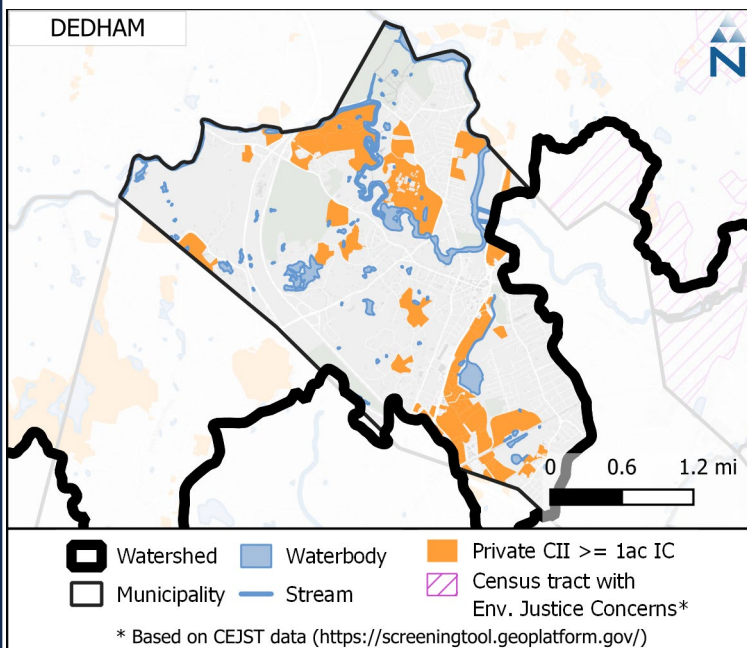 DEDHAM
N
0 0.6 1.2 mi
Watershed Waterbody Private CII >= 1ac IC
Municipality Stream Census tract with
Env. Justice Concerns*
* Based on CEJST data (https://screeningtool.geoplatform.gov/)